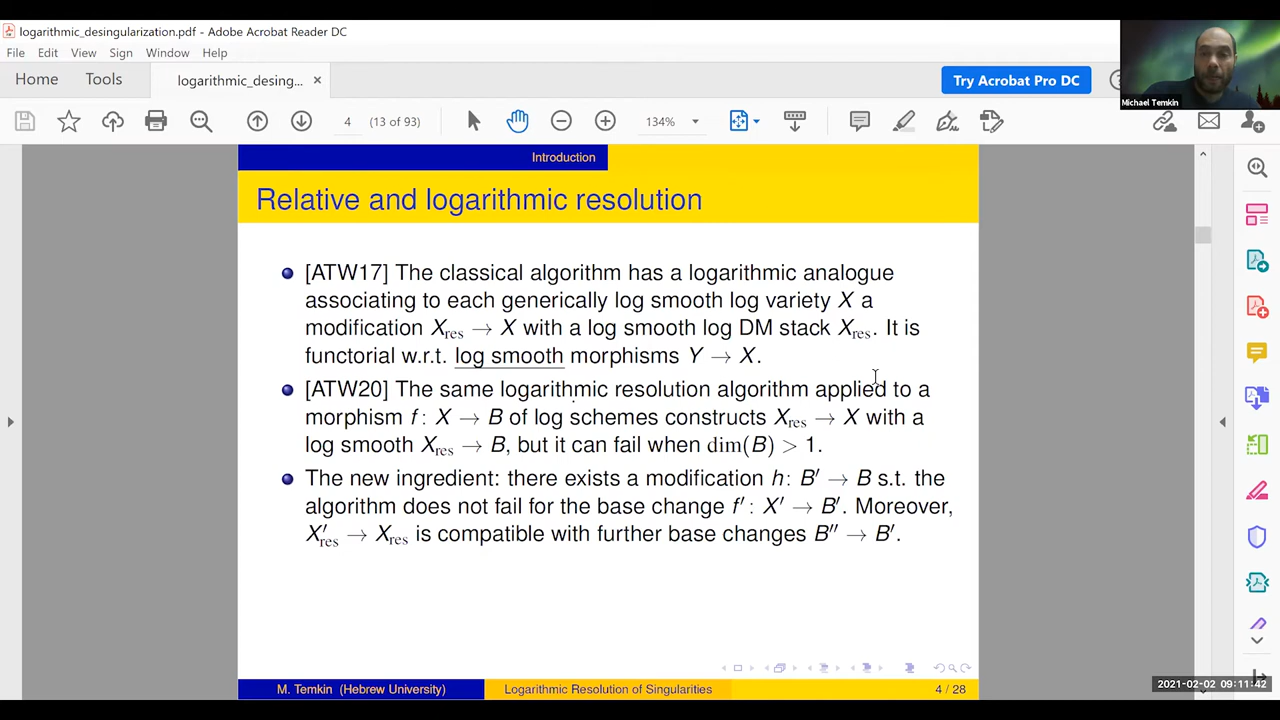 logarithmic_desingularization.pdf - Adobe Acrobat Reader DC
File Edit View Sign Window Help
Home Tools logarithmic_desing... × Try Acrobat Pro DC
Michael Temkin
4 (13 of 93) 134%
Introduction
Relative and logarithmic resolution
[ATW17] The classical algorithm has a logarithmic analogue
associating to each generically log smooth log variety X a
modification X_res → X with a log smooth log DM stack X_res. It is
functorial w.r.t. log smooth morphisms Y → X.
[ATW20] The same logarithmic resolution algorithm applied to a
morphism f: X → B of log schemes constructs X_res → X with a
log smooth X_res → B, but it can fail when dim(B) > 1.
The new ingredient: there exists a modification h: B′ → B s.t. the
algorithm does not fail for the base change f′: X′ → B′. Moreover,
X′_res → X_res is compatible with further base changes B″ → B′.
M. Temkin (Hebrew University) Logarithmic Resolution of Singularities 4 / 28
2021-02-02 09:11:42